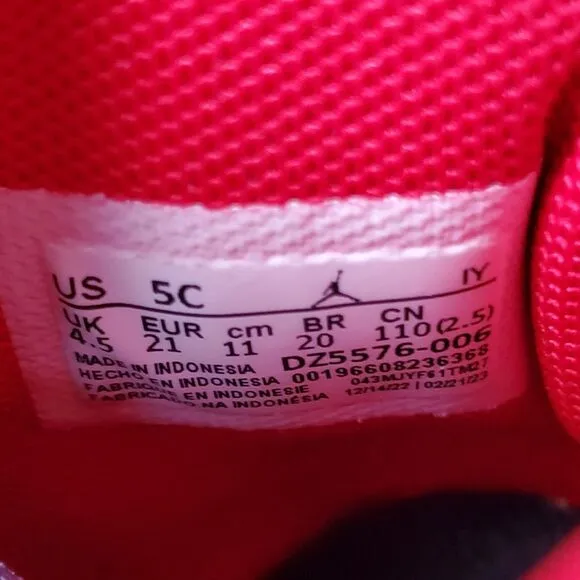 US 5C IY
UK EUR cm BR CN
4.5 21 11 20 110(2.5)
MADE IN INDONESIA DZ5576-006
HECHO EN INDONESIA 00196608236368
FABRIQUE EN INDONESIE 043MJYF61TM27
FABRICADO NA INDONÉSIA 12/14/22 | 02/21/23